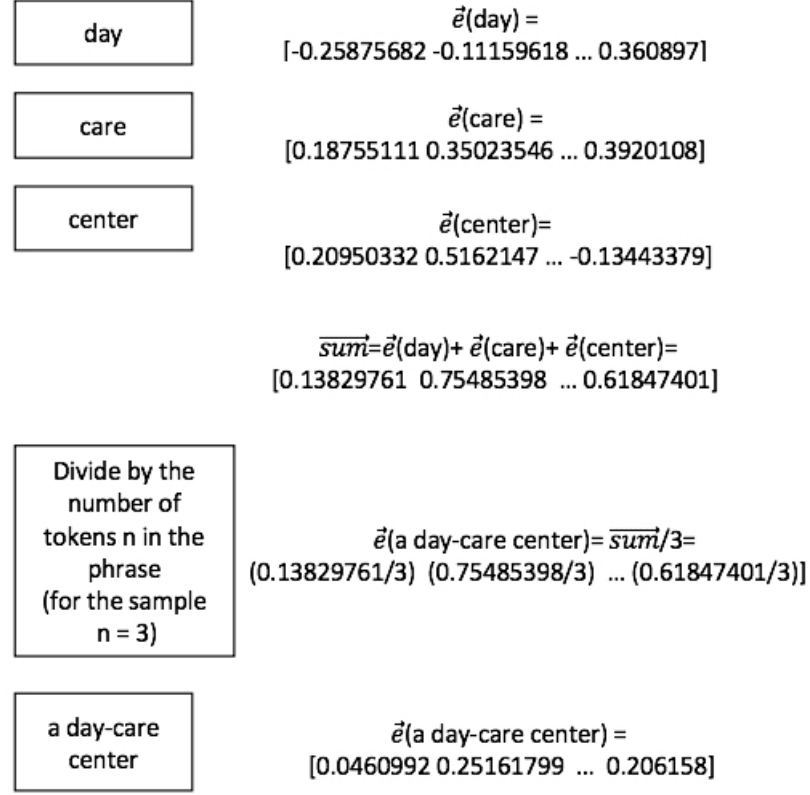 day
e⃗(day) =
[-0.25875682 -0.11159618 ... 0.360897]
care
e⃗(care) =
[0.18755111 0.35023546 ... 0.3920108]
center
e⃗(center)=
[0.20950332 0.5162147 ... -0.13443379]
sum⃗=e⃗(day)+ e⃗(care)+ e⃗(center)=
[0.13829761 0.75485398 ... 0.61847401]
Divide by the
number of
tokens n in the
phrase
(for the sample
n = 3)
e⃗(a day-care center)= sum⃗/3=
(0.13829761/3) (0.75485398/3) ... (0.61847401/3)]
a day-care
center
e⃗(a day-care center) =
[0.0460992 0.25161799 ... 0.206158]